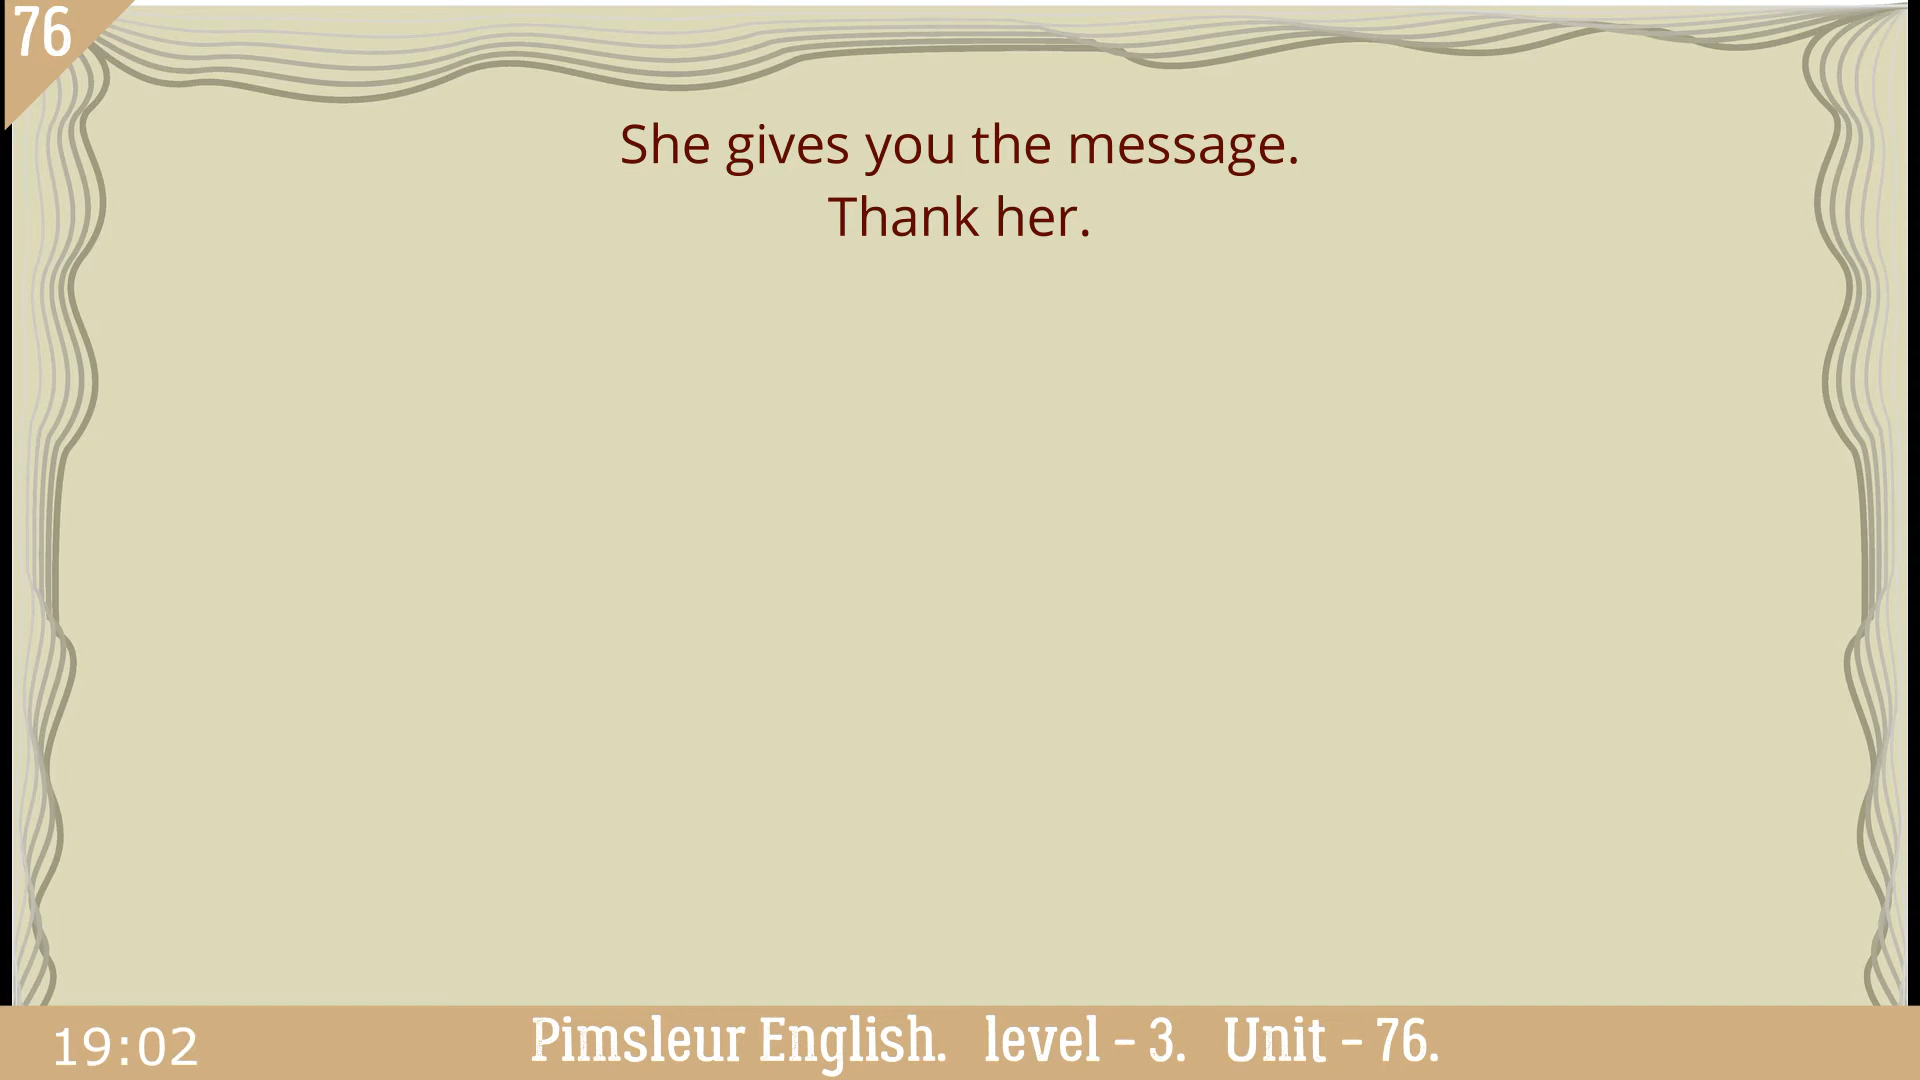 76
She gives you the message.
Thank her.
19:02
Pimsleur English. level – 3. Unit – 76.